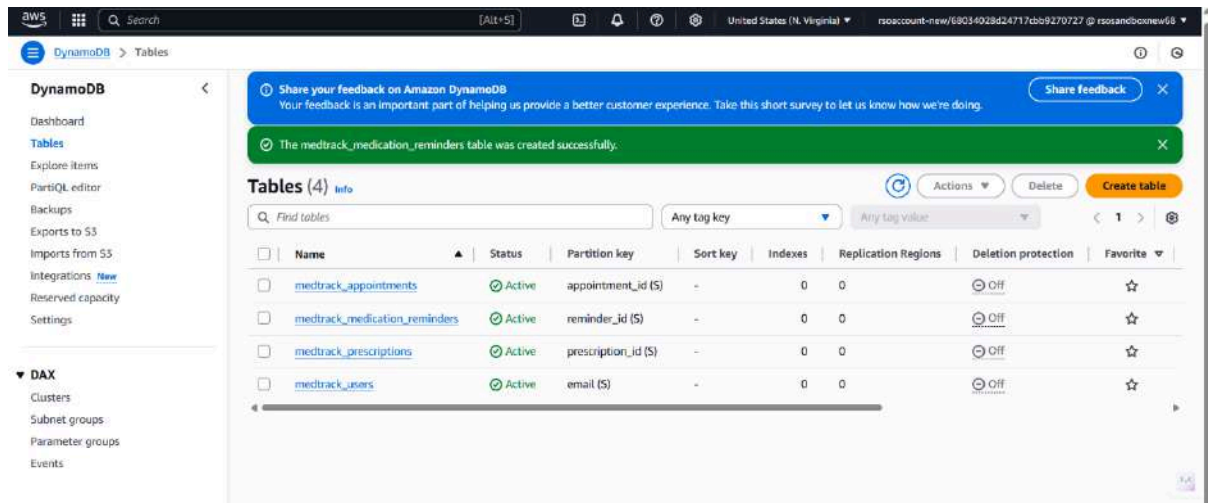 aws Search [Alt+S] United States (N. Virginia) ▼ rsoaccount-new/68034028d24717cbb9270727 @ rsosandboxnew68 ▼
DynamoDB > Tables
DynamoDB
Dashboard
Tables
Explore items
PartiQL editor
Backups
Exports to S3
Imports from S3
Integrations New
Reserved capacity
Settings
▼ DAX
Clusters
Subnet groups
Parameter groups
Events
Share your feedback on Amazon DynamoDB
Your feedback is an important part of helping us provide a better customer experience. Take this short survey to let us know how we're doing.
Share feedback
The medtrack_medication_reminders table was created successfully.
Tables (4) Info Actions ▼ Delete Create table
Find tables Any tag key Any tag value < 1 >
Name Status Partition key Sort key Indexes Replication Regions Deletion protection Favorite
medtrack_appointments Active appointment_id (S) - 0 0 Off
medtrack_medication_reminders Active reminder_id (S) - 0 0 Off
medtrack_prescriptions Active prescription_id (S) - 0 0 Off
medtrack_users Active email (S) - 0 0 Off